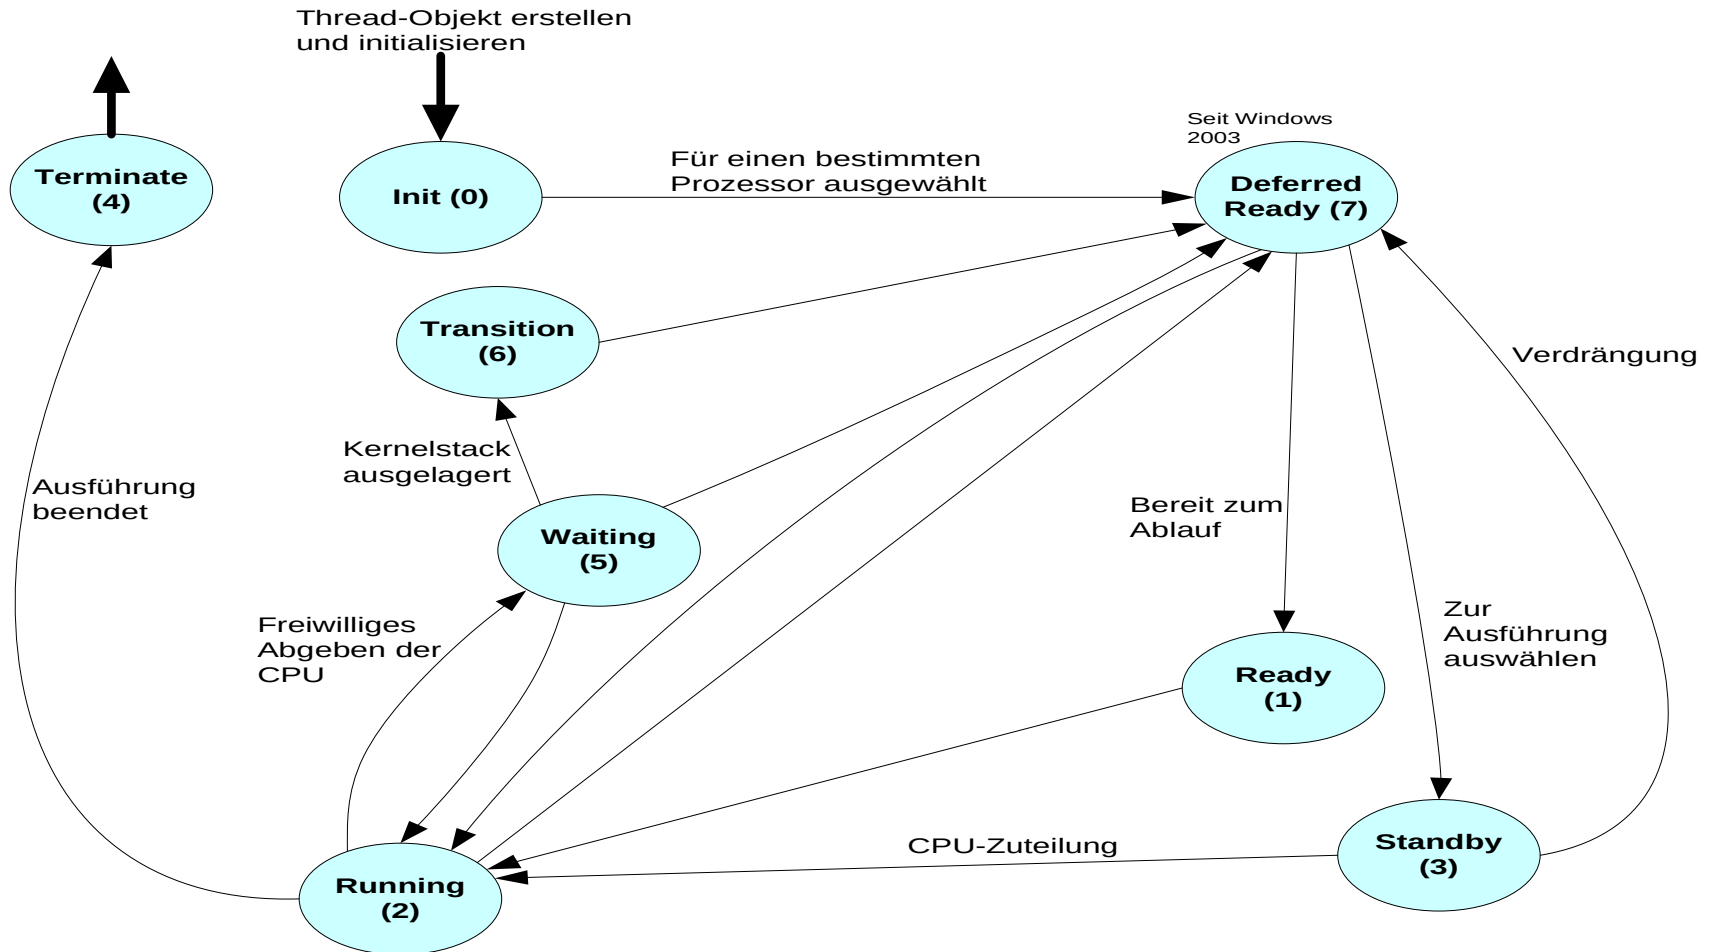 Thread-Objekt erstellen
und initialisieren
Seit Windows
2003
Terminate
(4)
Init (0)
Für einen bestimmten
Prozessor ausgewählt
Deferred
Ready (7)
Transition
(6)
Verdrängung
Kernelstack
ausgelagert
Ausführung
beendet
Waiting
(5)
Bereit zum
Ablauf
Freiwilliges
Abgeben der
CPU
Zur
Ausführung
auswählen
Ready
(1)
CPU-Zuteilung
Standby
(3)
Running
(2)